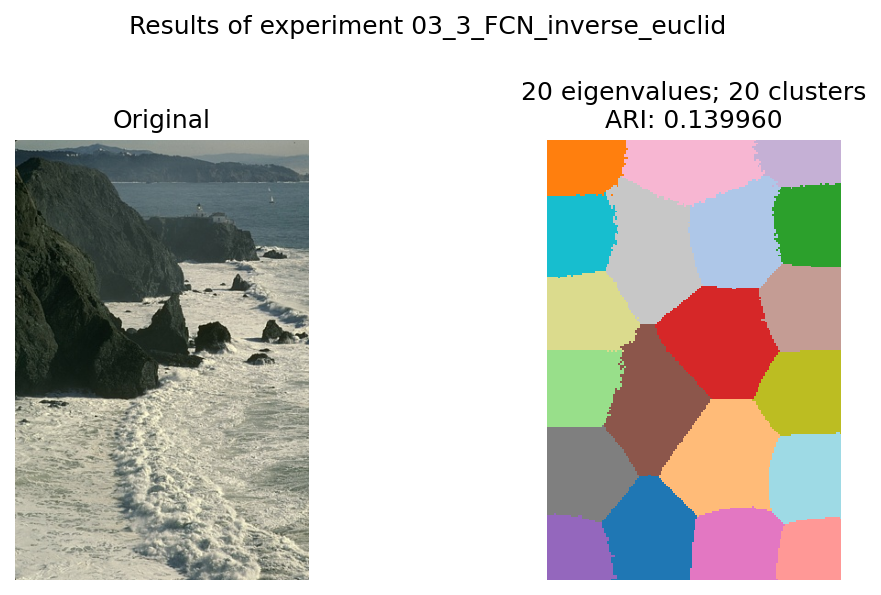 Results of experiment 03_3_FCN_inverse_euclid
Original
20 eigenvalues; 20 clusters
ARI: 0.139960